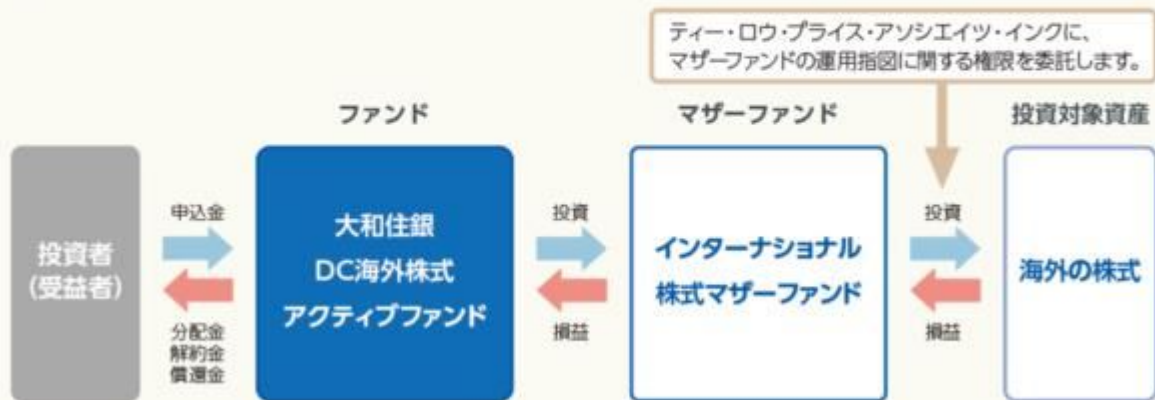 ティー・ロウ・プライス・アソシエイツ・インクに、
マザーファンドの運用指図に関する権限を委託します。
ファンド
マザーファンド
投資対象資産
投資者
(受益者)
申込金
分配金
解約金
償還金
大和住銀
DC海外株式
アクティブファンド
投資
損益
インターナショナル
株式マザーファンド
投資
損益
海外の株式